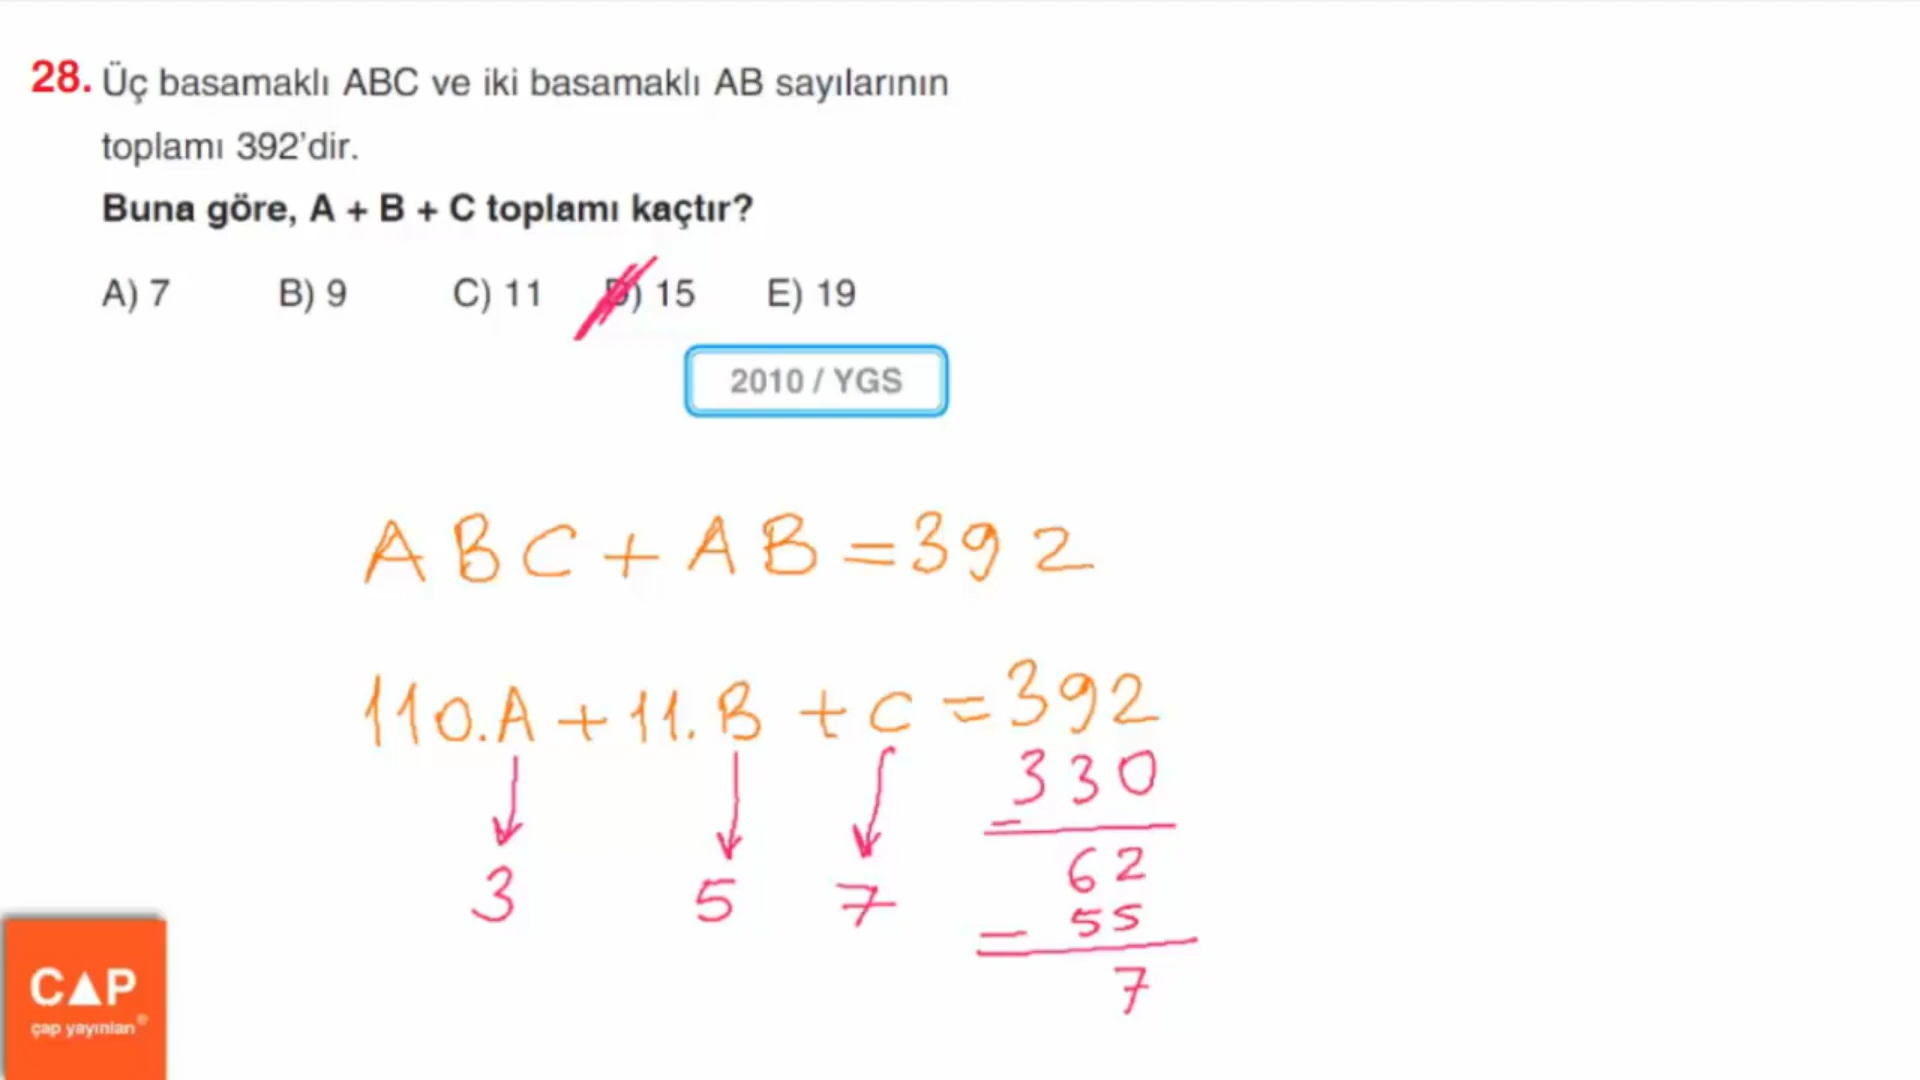 28. Üç basamaklı ABC ve iki basamaklı AB sayılarının
toplamı 392'dir.
Buna göre, A + B + C toplamı kaçtır?
A) 7 B) 9 C) 11 D) 15 E) 19
2010 / YGS
ABC + AB = 392
110.A + 11.B + C = 392
330
-
62
3 5 7
- 55
7
CAP
çap yayınları®